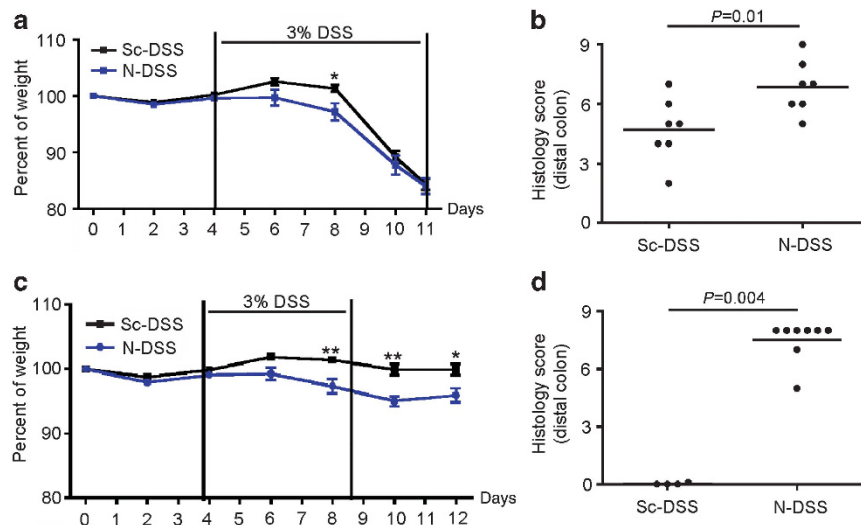 a
110
100
90
80
Percent of weight
Sc-DSS
N-DSS
3% DSS
*
0 1 2 3 4 5 6 7 8 9 10 11
Days
b
P=0.01
9
6
3
0
Histology score
(distal colon)
Sc-DSS N-DSS
c
110
100
90
80
Percent of weight
Sc-DSS
N-DSS
3% DSS
** ** *
0 1 2 3 4 5 6 7 8 9 10 11 12
Days
d
P=0.004
9
6
3
0
Histology score
(distal colon)
Sc-DSS N-DSS